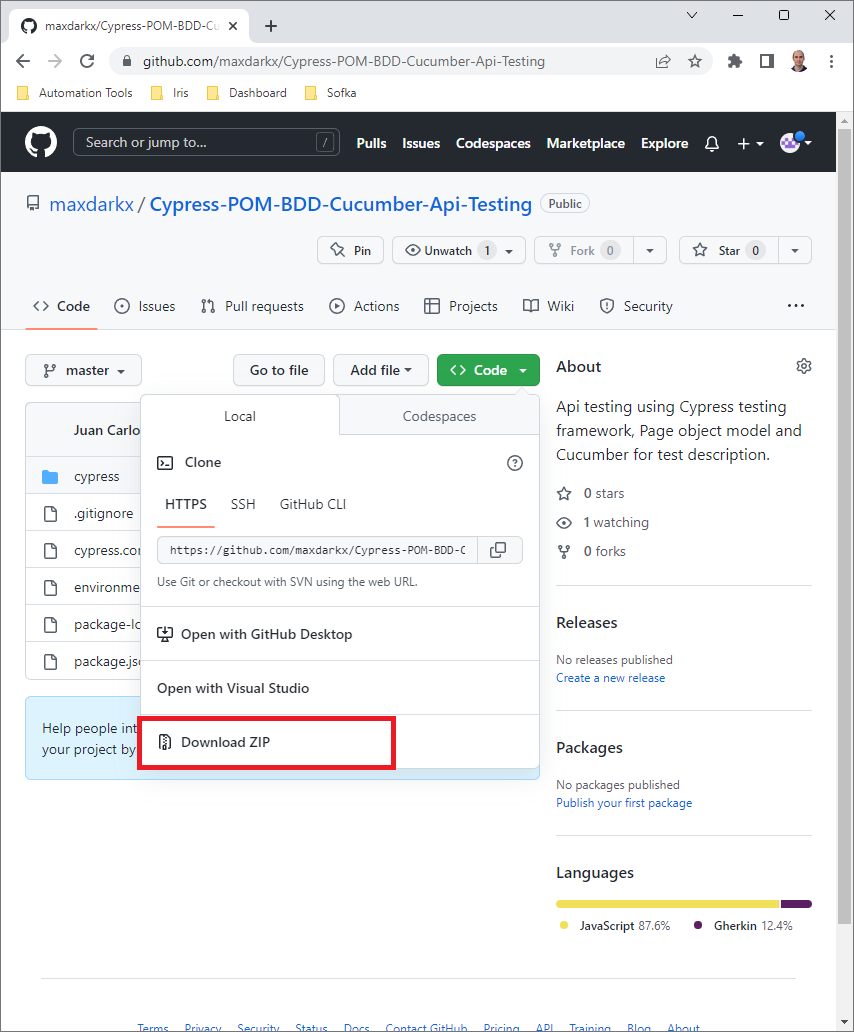 maxdarkx/Cypress-POM-BDD-Cu
github.com/maxdarkx/Cypress-POM-BDD-Cucumber-Api-Testing
Automation Tools Iris Dashboard Sofka
Search or jump to... / Pulls Issues Codespaces Marketplace Explore
maxdarkx / Cypress-POM-BDD-Cucumber-Api-Testing Public
Pin Unwatch 1 Fork 0 Star 0
Code Issues Pull requests Actions Projects Wiki Security
master Go to file Add file Code
Juan Carlo
cypress
.gitignore
cypress.co
environme
package-lo
package.jso
Help people int
your project by
Local Codespaces
Clone
HTTPS SSH GitHub CLI
https://github.com/maxdarkx/Cypress-POM-BDD-C
Use Git or checkout with SVN using the web URL.
Open with GitHub Desktop
Open with Visual Studio
Download ZIP
About
Api testing using Cypress testing
framework, Page object model and
Cucumber for test description.
0 stars
1 watching
0 forks
Releases
No releases published
Create a new release
Packages
No packages published
Publish your first package
Languages
JavaScript 87.6% Gherkin 12.4%
Terms Privacy Security Status Docs Contact GitHub Pricing API Training Blog About